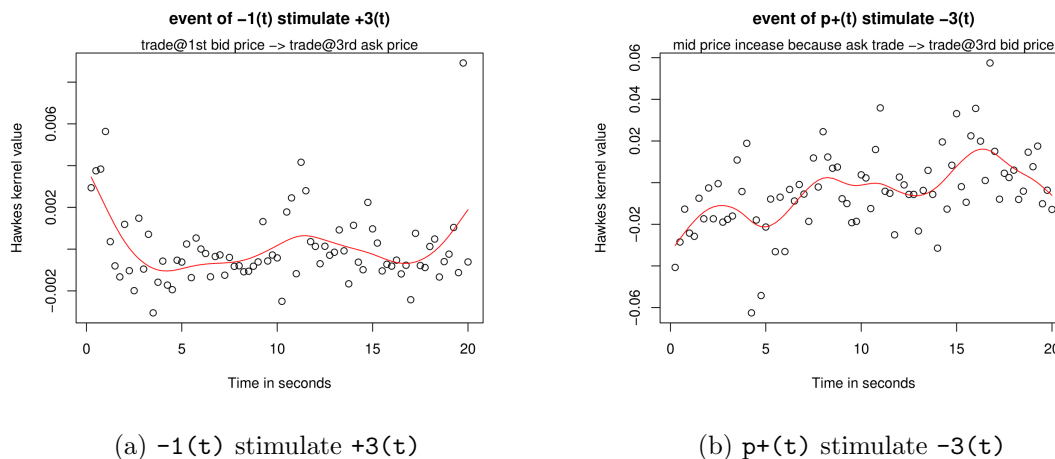 event of −1(t) stimulate +3(t)
trade@1st bid price −> trade@3rd ask price
Hawkes kernel value
−0.002
0.002
0.006
0
5
10
15
20
Time in seconds
(a) -1(t) stimulate +3(t)
event of p+(t) stimulate −3(t)
mid price incease because ask trade −> trade@3rd bid price
Hawkes kernel value
−0.06
−0.02
0.02
0.04
0.06
0
5
10
15
20
Time in seconds
(b) p+(t) stimulate -3(t)